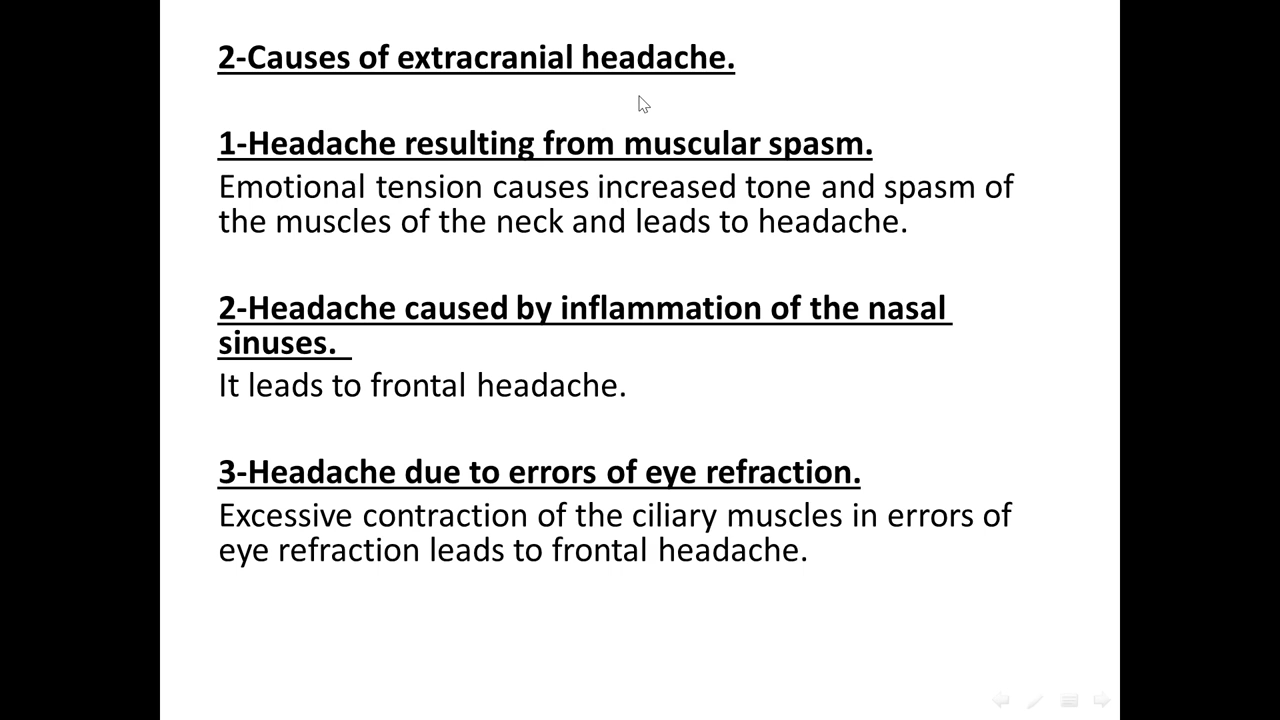 2-Causes of extracranial headache.
1-Headache resulting from muscular spasm.
Emotional tension causes increased tone and spasm of
the muscles of the neck and leads to headache.
2-Headache caused by inflammation of the nasal
sinuses.
It leads to frontal headache.
3-Headache due to errors of eye refraction.
Excessive contraction of the ciliary muscles in errors of
eye refraction leads to frontal headache.